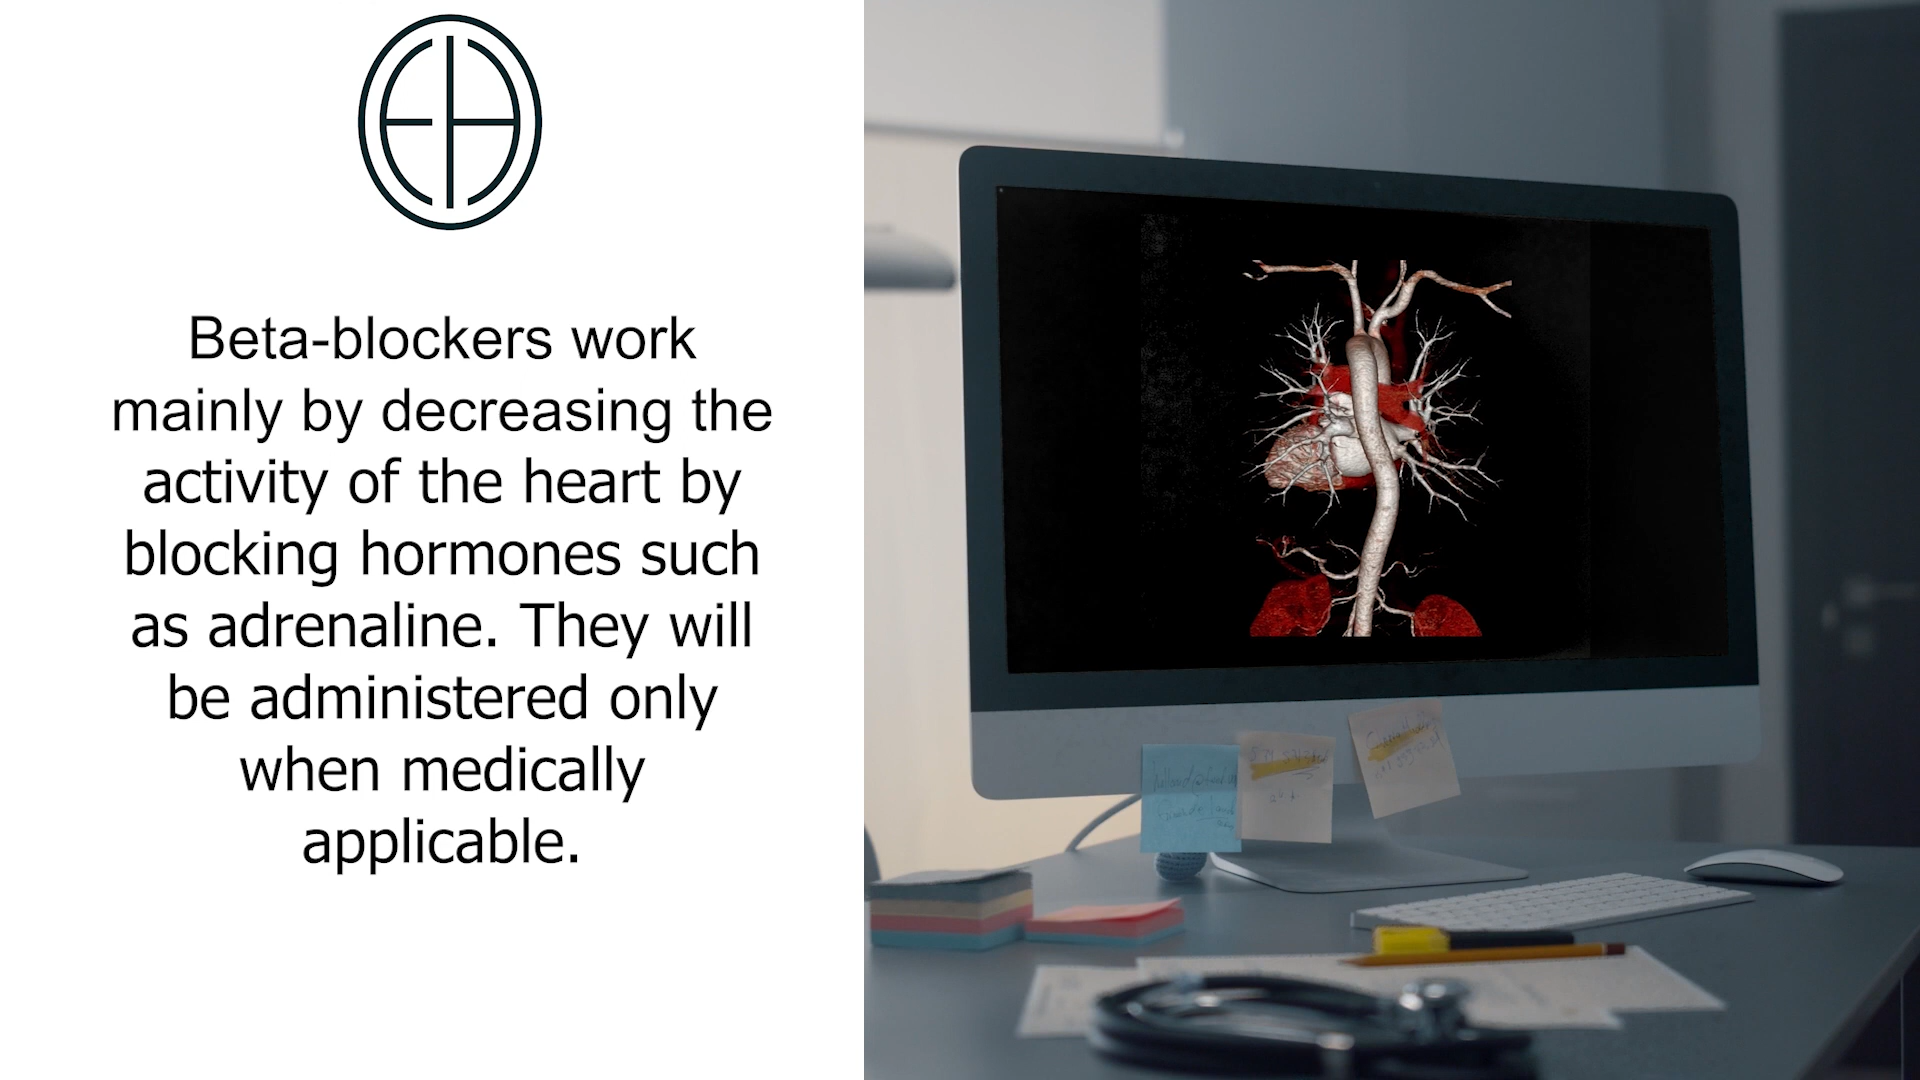 Beta-blockers work
mainly by decreasing the
activity of the heart by
blocking hormones such
as adrenaline. They will
be administered only
when medically
applicable.